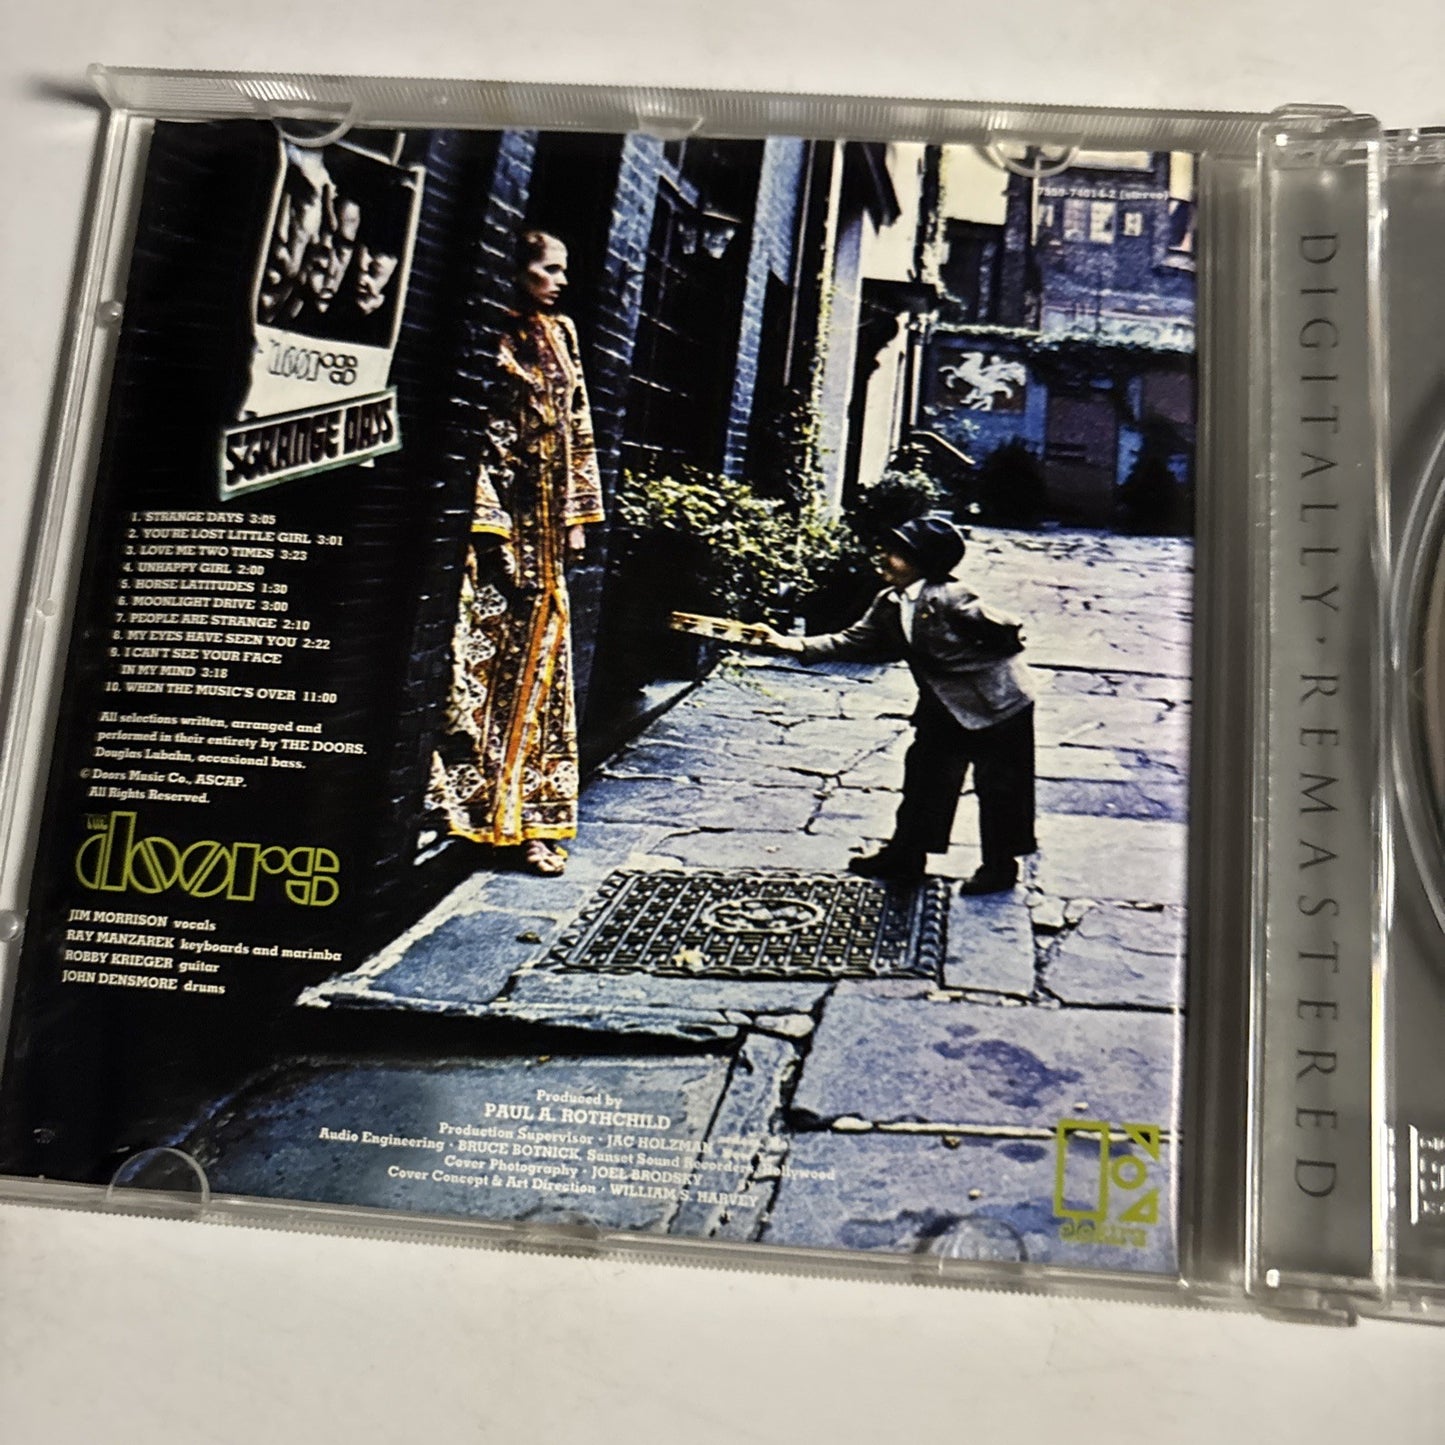 7559-74014-2 (stereo)
doors
STRANGE DAYS
1. STRANGE DAYS 3:05
2. YOU'RE LOST LITTLE GIRL 3:01
3. LOVE ME TWO TIMES 3:23
4. UNHAPPY GIRL 2:00
5. HORSE LATITUDES 1:30
6. MOONLIGHT DRIVE 3:00
7. PEOPLE ARE STRANGE 2:10
8. MY EYES HAVE SEEN YOU 2:22
9. I CAN'T SEE YOUR FACE
IN MY MIND 3:18
10. WHEN THE MUSIC'S OVER 11:00
All selections written, arranged and
performed in their entirety by THE DOORS.
Douglas Lubahn, occasional bass.
© Doors Music Co., ASCAP.
All Rights Reserved.
THE
doors
JIM MORRISON vocals
RAY MANZAREK keyboards and marimba
ROBBY KRIEGER guitar
JOHN DENSMORE drums
Produced by
PAUL A. ROTHCHILD
Production Supervisor · JAC HOLZMAN
Audio Engineering · BRUCE BOTNICK, Sunset Sound Recorders, Hollywood
Cover Photography · JOEL BRODSKY
Cover Concept & Art Direction · WILLIAM S. HARVEY
elektra
DIGITALLY · REMASTERED